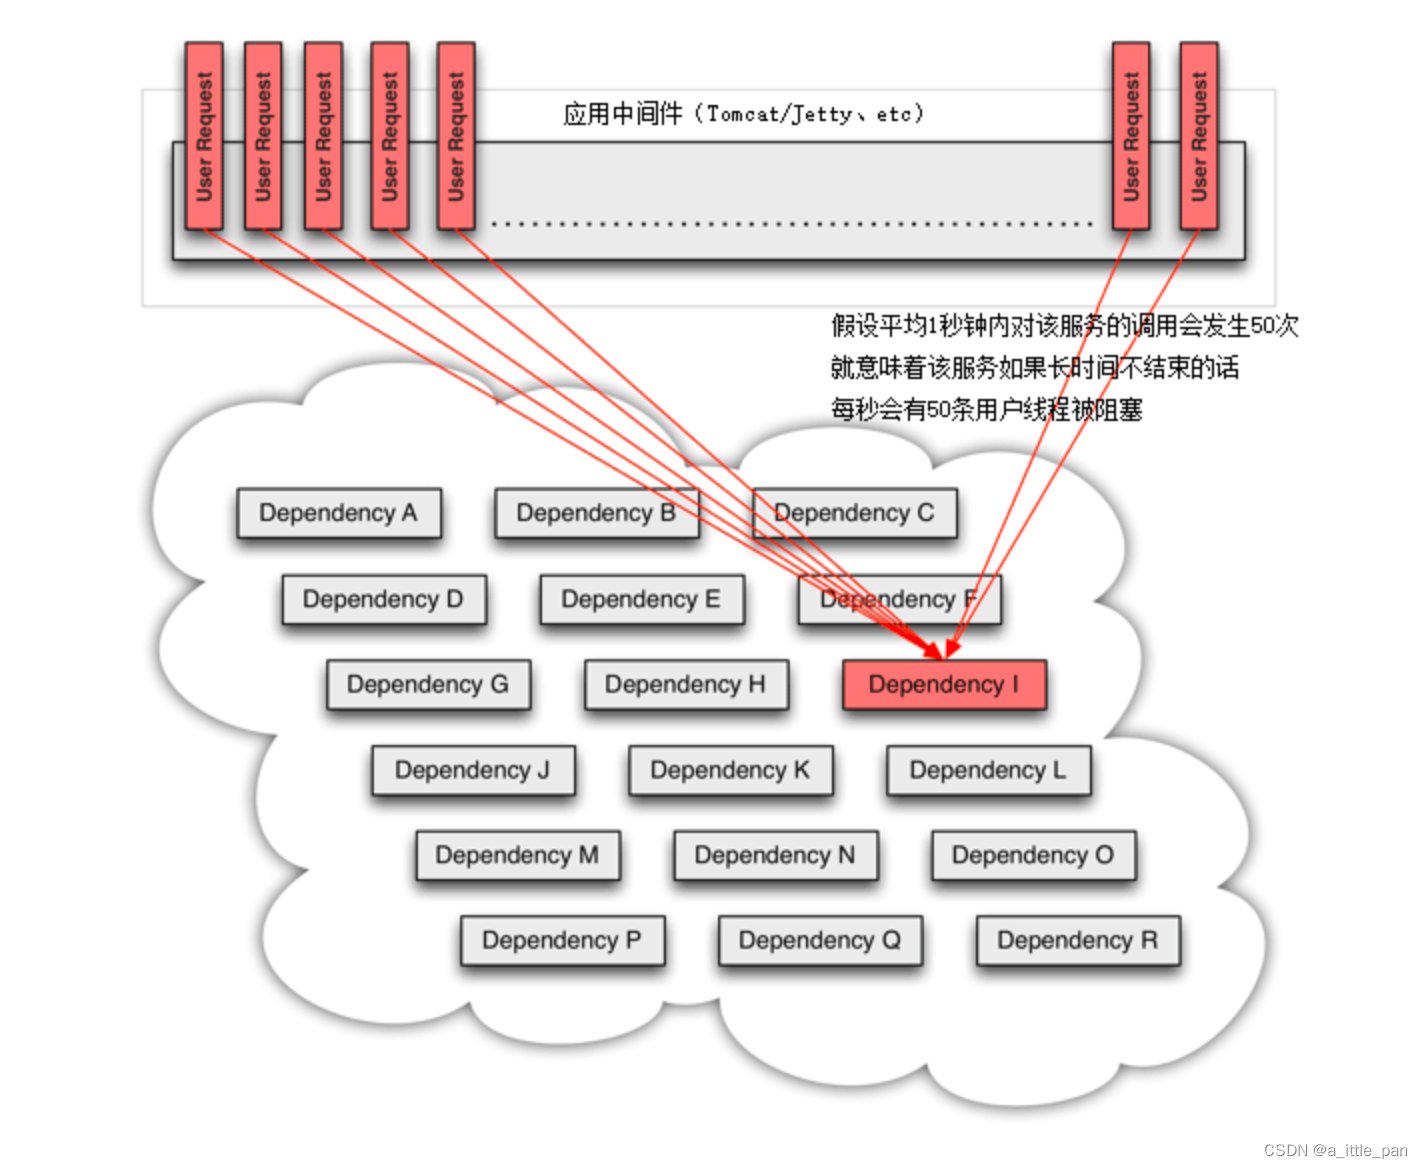 User Request
User Request
User Request
User Request
User Request
User Request
User Request
应用中间件（Tomcat/Jetty、etc）
假设平均1秒钟内对该服务的调用会发生50次
就意味着该服务如果长时间不结束的话
每秒会有50条用户线程被阻塞
Dependency A
Dependency B
Dependency C
Dependency D
Dependency E
Dependency F
Dependency G
Dependency H
Dependency I
Dependency J
Dependency K
Dependency L
Dependency M
Dependency N
Dependency O
Dependency P
Dependency Q
Dependency R
CSDN @a_ittle_pan